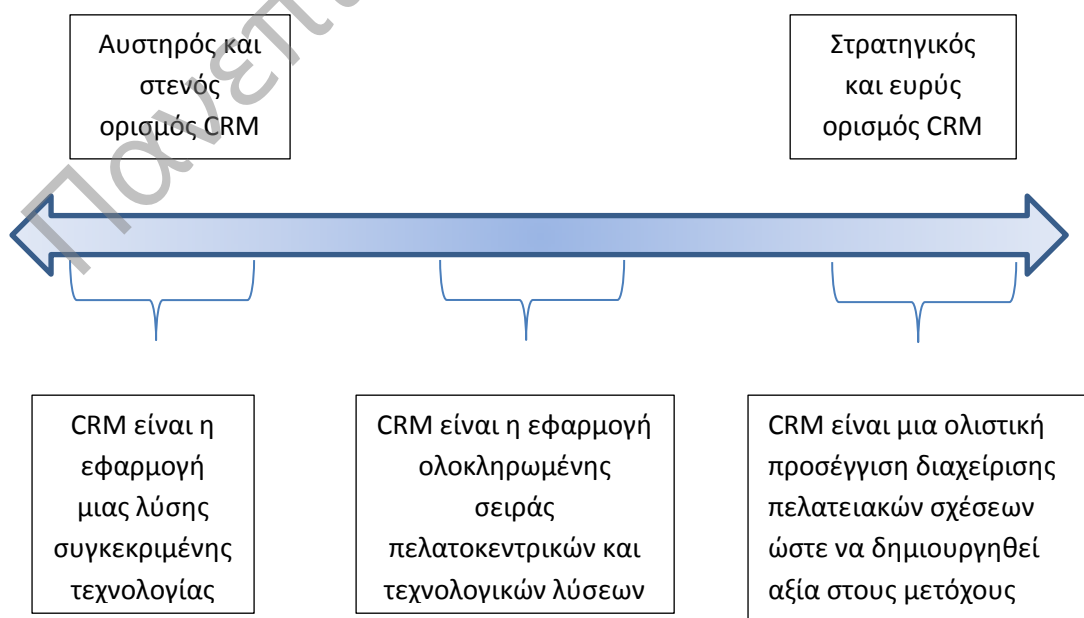 Αυστηρός και
στενός
ορισμός CRM
Στρατηγικός
και ευρύς
ορισμός CRM
CRM είναι η
εφαρμογή
μιας λύσης
συγκεκριμένης
τεχνολογίας
CRM είναι η εφαρμογή
ολοκληρωμένης
σειράς
πελατοκεντρικών και
τεχνολογικών λύσεων
CRM είναι μια ολιστική
προσέγγιση διαχείρισης
πελατειακών σχέσεων
ώστε να δημιουργηθεί
αξία στους μετόχους